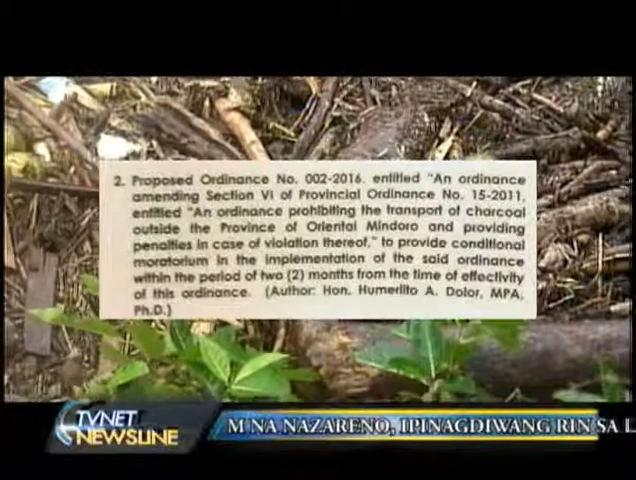 2. Proposed Ordinance No. 002-2016, entitled "An ordinance
amending Section VI of Provincial Ordinance No. 15-2011,
entitled "An ordinance prohibiting the transport of charcoal
outside the Province of Oriental Mindoro and providing
penalties in case of violation thereof," to provide conditional
moratorium in the implementation of the said ordinance
within the period of two (2) months from the time of effectivity
of this ordinance. (Author: Hon. Humerlito A. Dolor, MPA,
Ph.D.)
TVNET
NEWSLINE
M NA NAZARENO, IPINAGDIWANG RIN SA L